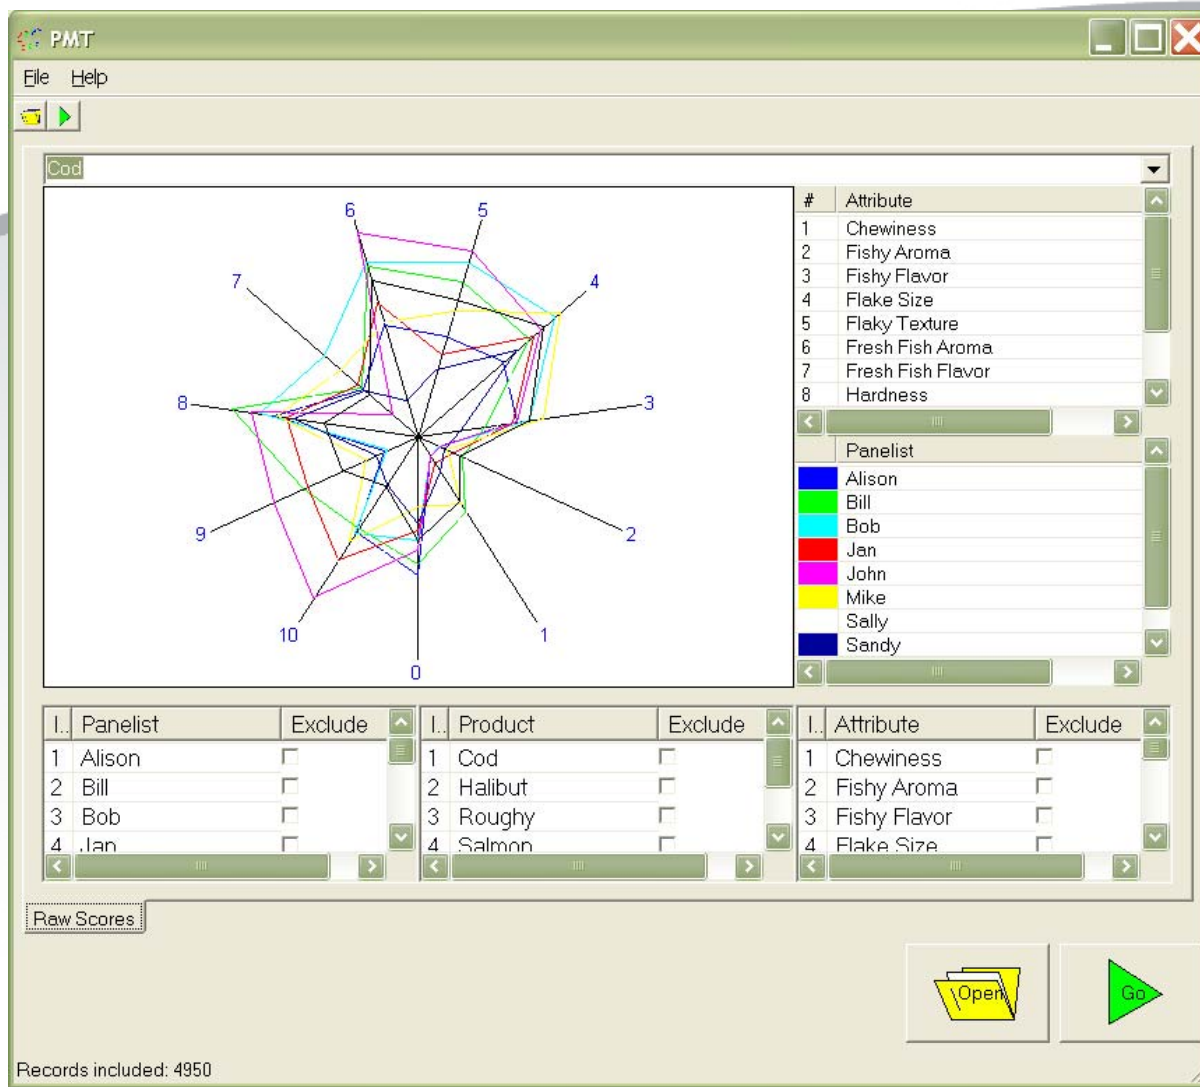 PMT
File Help
Cod
6 5
7 4
8 3
9 2
10 1
0
# Attribute
1 Chewiness
2 Fishy Aroma
3 Fishy Flavor
4 Flake Size
5 Flaky Texture
6 Fresh Fish Aroma
7 Fresh Fish Flavor
8 Hardness
Panelist
Alison
Bill
Bob
Jan
John
Mike
Sally
Sandy
I.. Panelist Exclude
1 Alison
2 Bill
3 Bob
4 Jan
I.. Product Exclude
1 Cod
2 Halibut
3 Roughy
4 Salmon
I.. Attribute Exclude
1 Chewiness
2 Fishy Aroma
3 Fishy Flavor
4 Flake Size
Raw Scores
Open Go
Records included: 4950